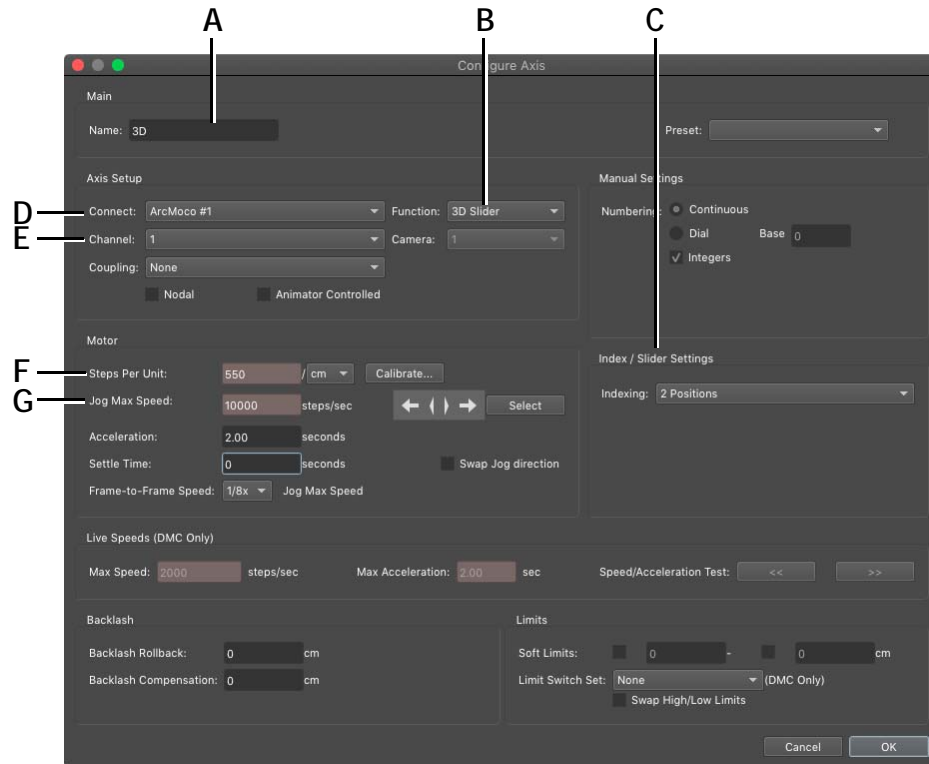 A B C
Configure Axis
Main
Name: 3D Preset:
Axis Setup Manual Settings
D Connect: ArcMoco #1 Function: 3D Slider Numbering: Continuous
E Channel: 1 Camera: 1 Dial Base 0
Coupling: None Integers
Nodal Animator Controlled
Motor Index / Slider Settings
F Steps Per Unit: 550 / cm Calibrate...
Indexing: 2 Positions
G Jog Max Speed: 10000 steps/sec Select
Acceleration: 2.00 seconds
Settle Time: 0 seconds Swap Jog direction
Frame-to-Frame Speed: 1/8x Jog Max Speed
Live Speeds (DMC Only)
Max Speed: 2000 steps/sec Max Acceleration: 2.00 sec Speed/Acceleration Test: << >>
Backlash Limits
Backlash Rollback: 0 cm Soft Limits: 0 - 0 cm
Backlash Compensation: 0 cm Limit Switch Set: None (DMC Only)
Swap High/Low Limits
Cancel OK